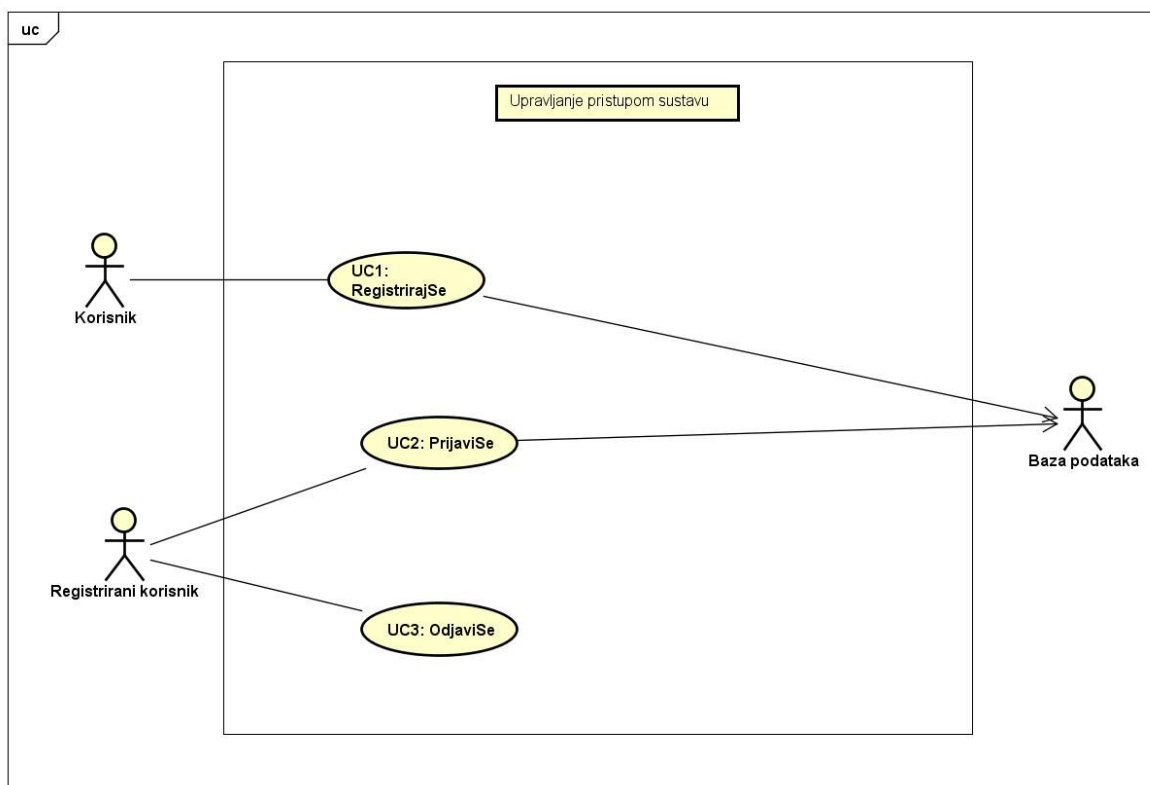 uc
Upravljanje pristupom sustavu
UC1:
RegistrirajSe
Korisnik
UC2: PrijaviSe
Baza podataka
Registrirani korisnik
UC3: OdjaviSe